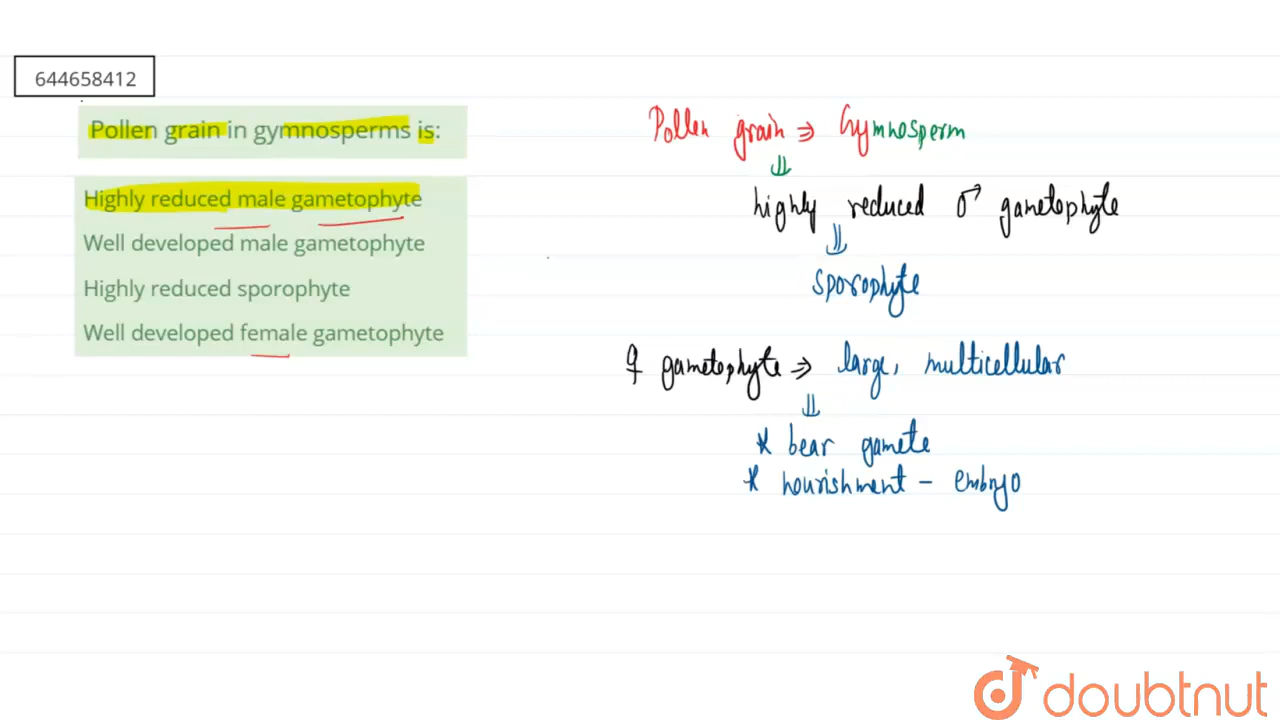 644658412
Pollen grain in gymnosperms is:
Highly reduced male gametophyte
Well developed male gametophyte
Highly reduced sporophyte
Well developed female gametophyte
Pollen grain ⇒ Gymnosperm
⇓
highly reduced ♂ gametophyte
⇓
sporophyte
♀ gametophyte ⇒ large, multicellular
⇓
* bear gamete
* nourishment - embryo
doubtnut